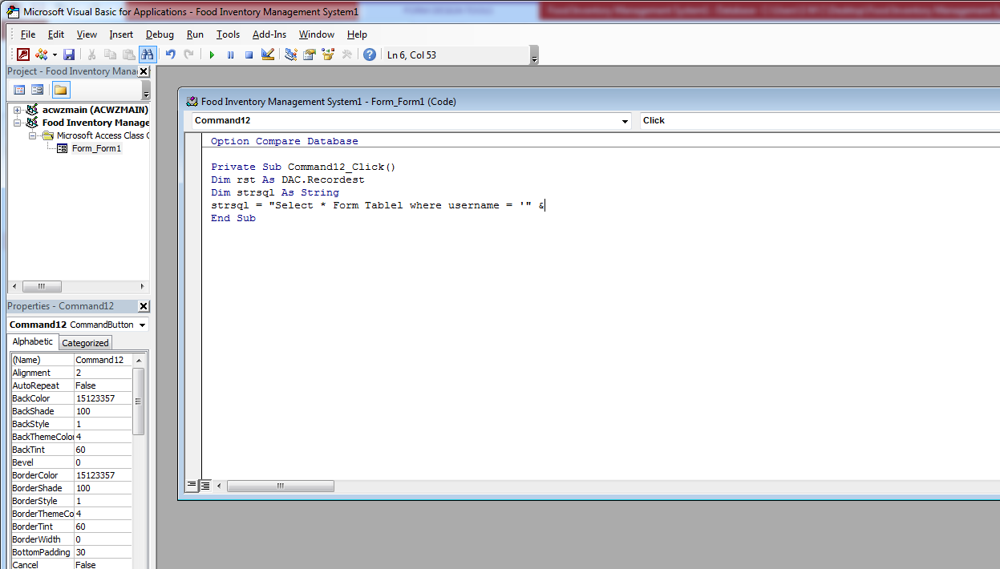 Microsoft Visual Basic for Applications - Food Inventory Management System1
File Edit View Insert Debug Run Tools Add-Ins Window Help
Ln 6, Col 53
Project - Food Inventory Mana
acwzmain (ACWZMAIN)
Food Inventory Manage
Microsoft Access Class O
Form_Form1
Properties - Command12
Command12 CommandButton
Alphabetic Categorized
(Name) Command12
Alignment 2
AutoRepeat False
BackColor 15123357
BackShade 100
BackStyle 1
BackThemeColor 4
BackTint 60
Bevel 0
BorderColor 15123357
BorderShade 100
BorderStyle 1
BorderThemeCo 4
BorderTint 60
BorderWidth 0
BottomPadding 30
Cancel False
Food Inventory Management System1 - Form_Form1 (Code)
Command12 Click
Option Compare Database
Private Sub Command12_Click()
Dim rst As DAC.Recordest
Dim strsql As String
strsql = "Select * Form Tablel where username = '" &
End Sub